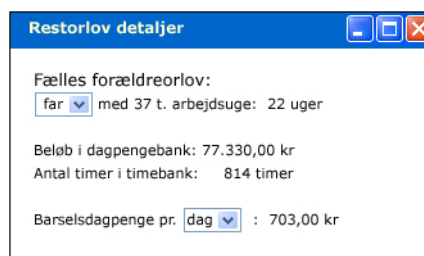 Restorlov detaljer
Fælles forældreorlov:
far med 37 t. arbejdsuge: 22 uger
Beløb i dagpengebank: 77.330,00 kr
Antal timer i timebank: 814 timer
Barselsdagpenge pr. dag : 703,00 kr